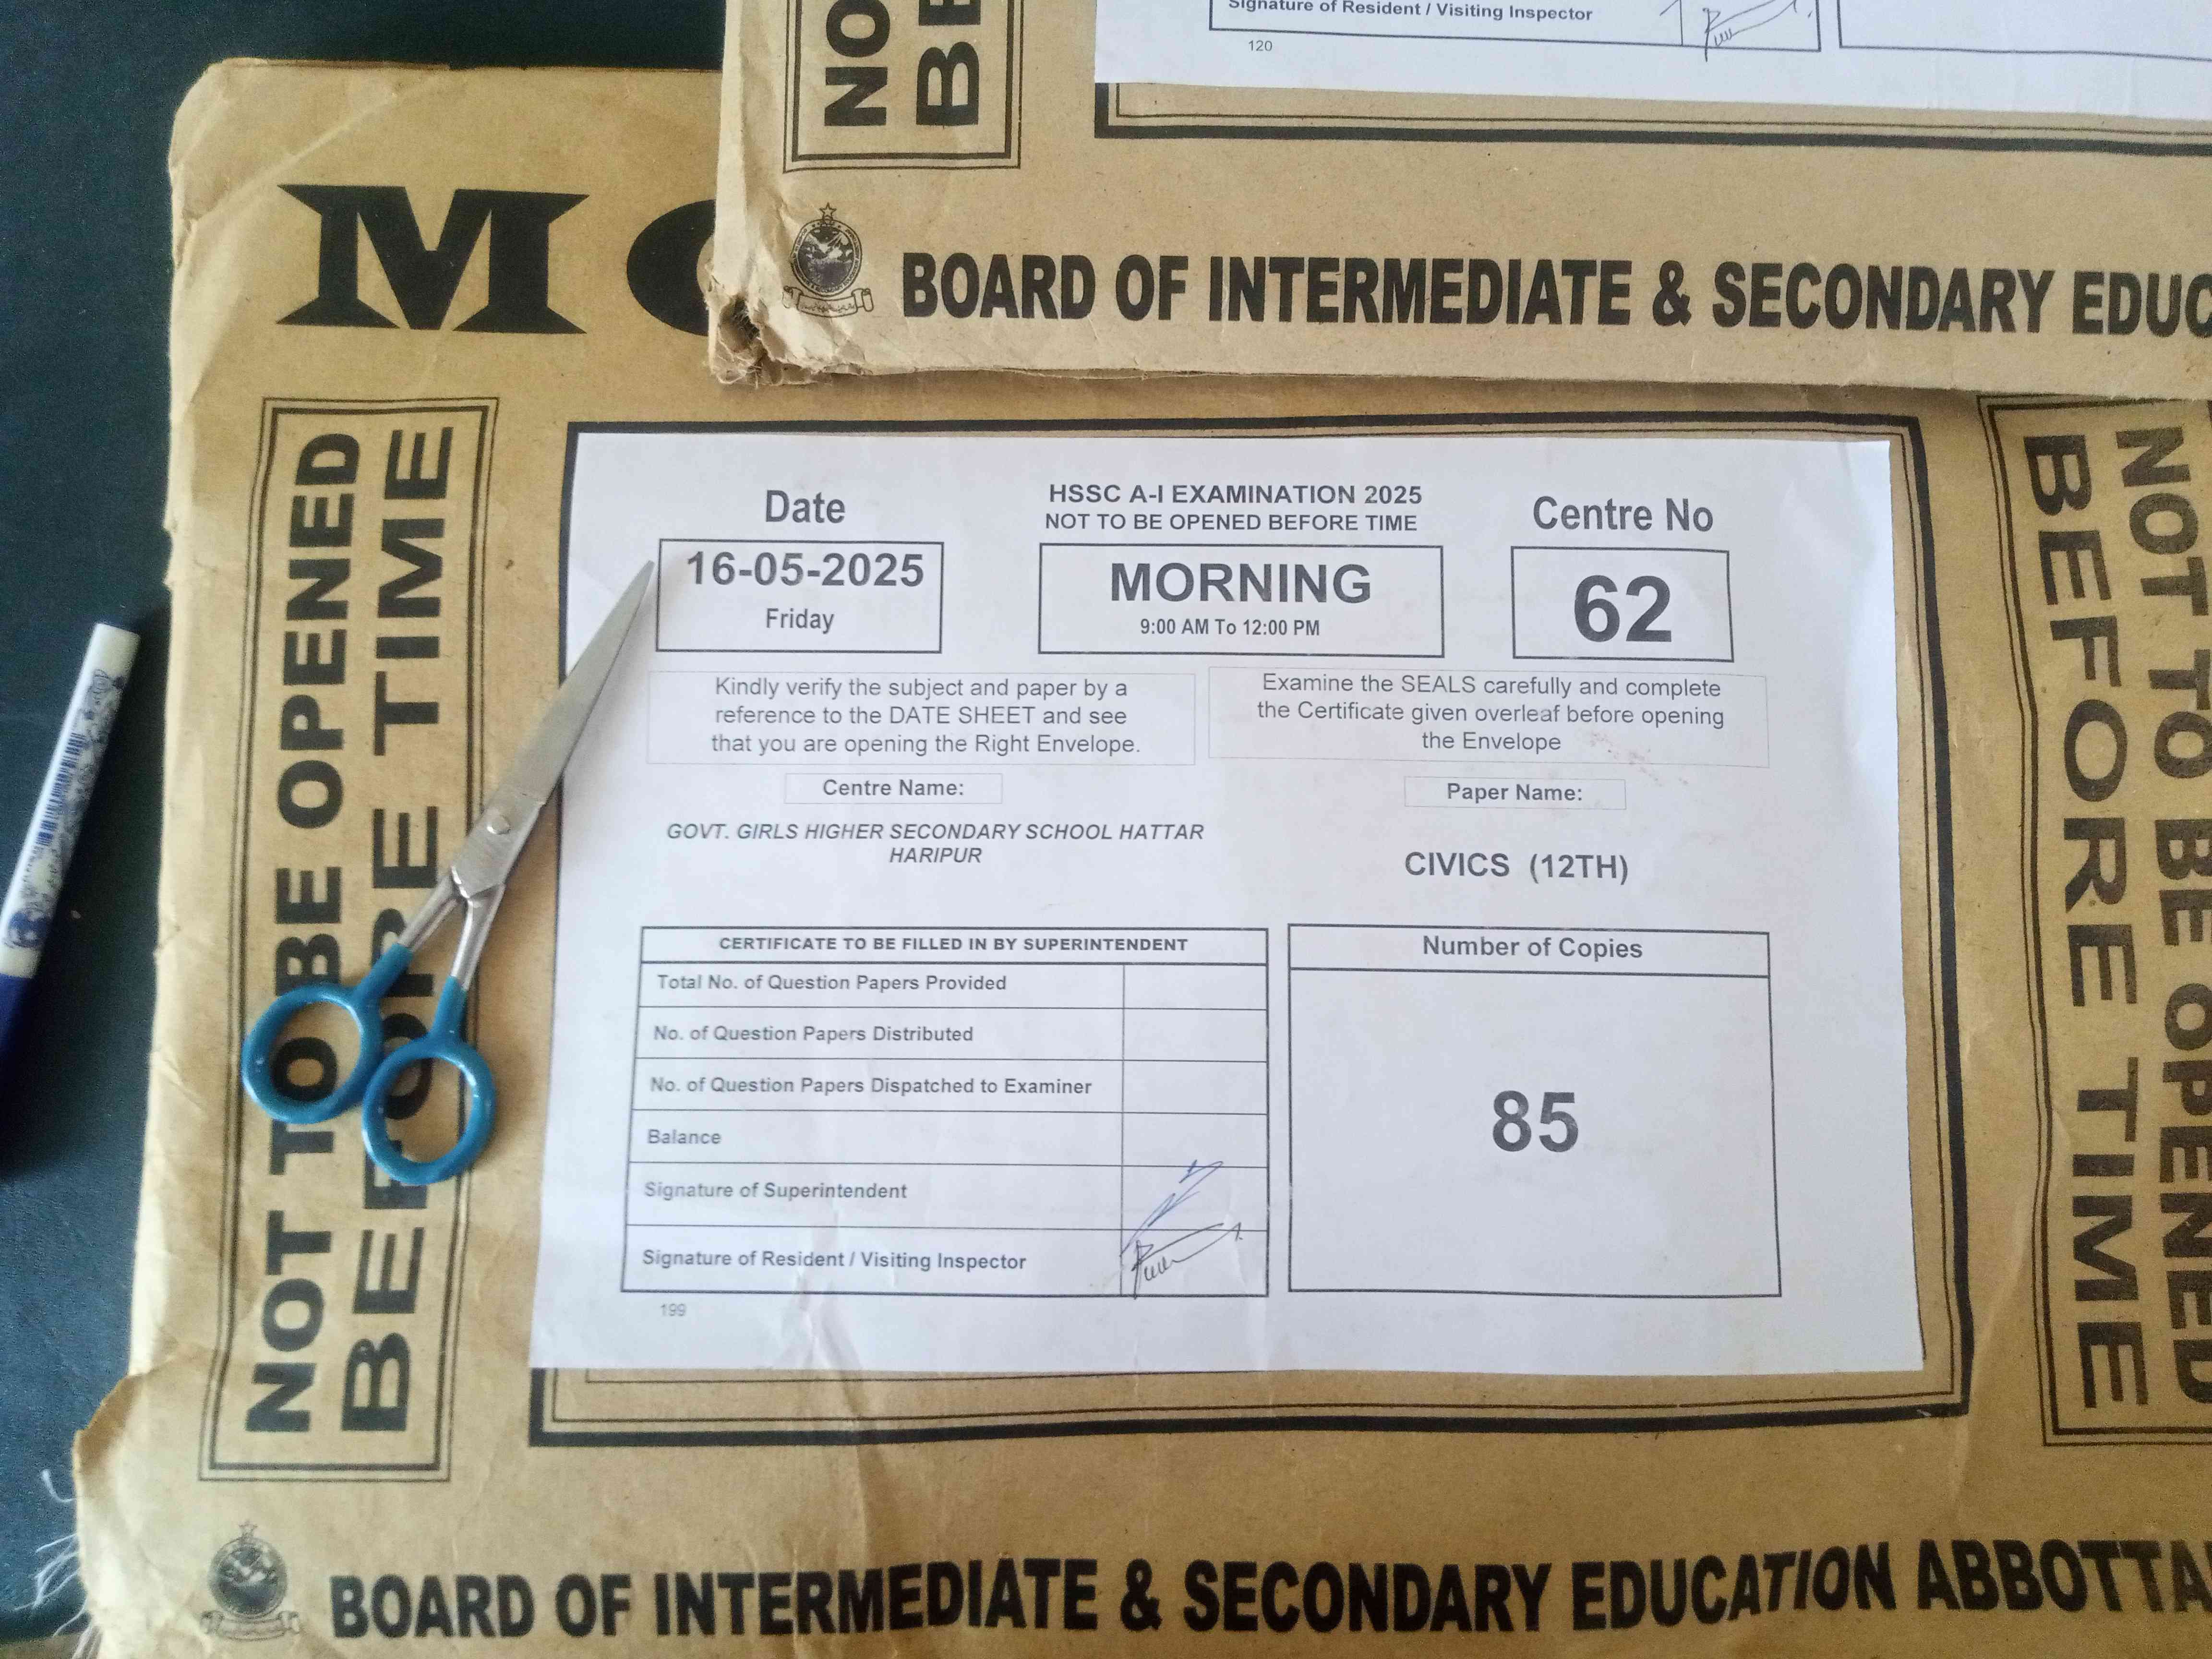 Signature of Resident / Visiting Inspector
120
NO
BE
BOARD OF INTERMEDIATE & SECONDARY EDUC
M
NOT TO BE OPENED
BEFORE TIME
Date
16-05-2025
Friday
HSSC A-I EXAMINATION 2025
NOT TO BE OPENED BEFORE TIME
MORNING
9:00 AM To 12:00 PM
Centre No
62
Kindly verify the subject and paper by a
reference to the DATE SHEET and see
that you are opening the Right Envelope.
Examine the SEALS carefully and complete
the Certificate given overleaf before opening
the Envelope
Centre Name:
GOVT. GIRLS HIGHER SECONDARY SCHOOL HATTAR
HARIPUR
Paper Name:
CIVICS (12TH)
CERTIFICATE TO BE FILLED IN BY SUPERINTENDENT
Total No. of Question Papers Provided
No. of Question Papers Distributed
No. of Question Papers Dispatched to Examiner
Balance
Signature of Superintendent
Signature of Resident / Visiting Inspector
199
Number of Copies
85
NOT TO BE OPENED
BEFORE TIME
BOARD OF INTERMEDIATE & SECONDARY EDUCATION ABBOTTA